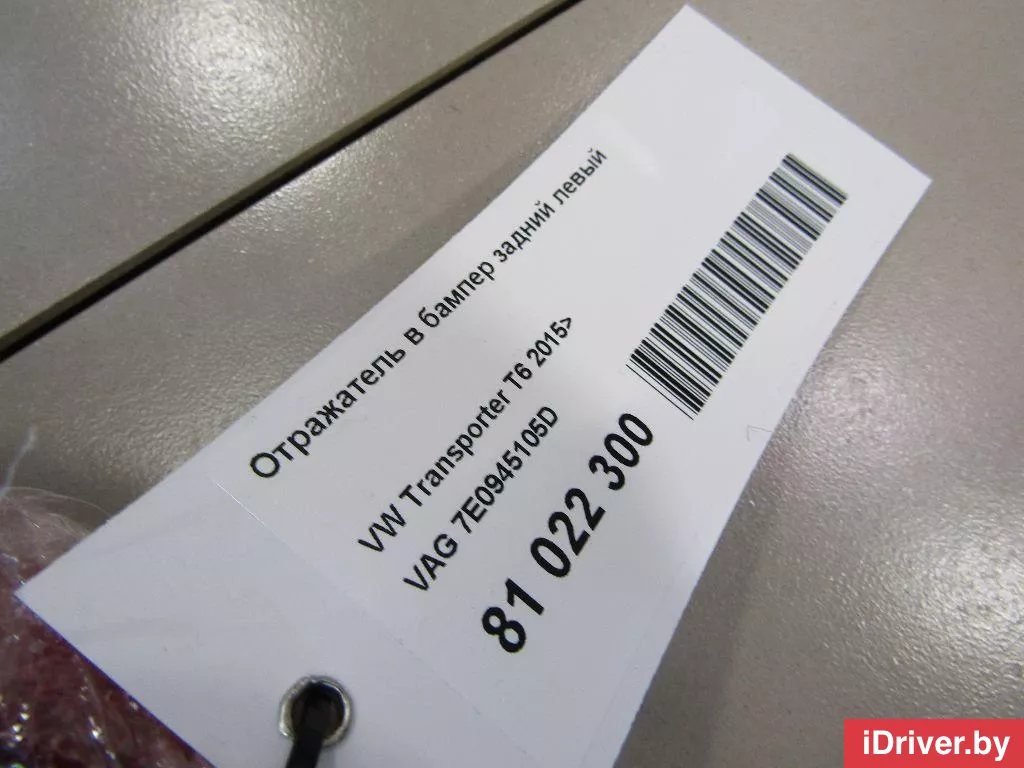 Отражатель в бампер задний левый
VW Transporter T6 2015>
VAG 7E0945105D
81 022 300
iDriver.by